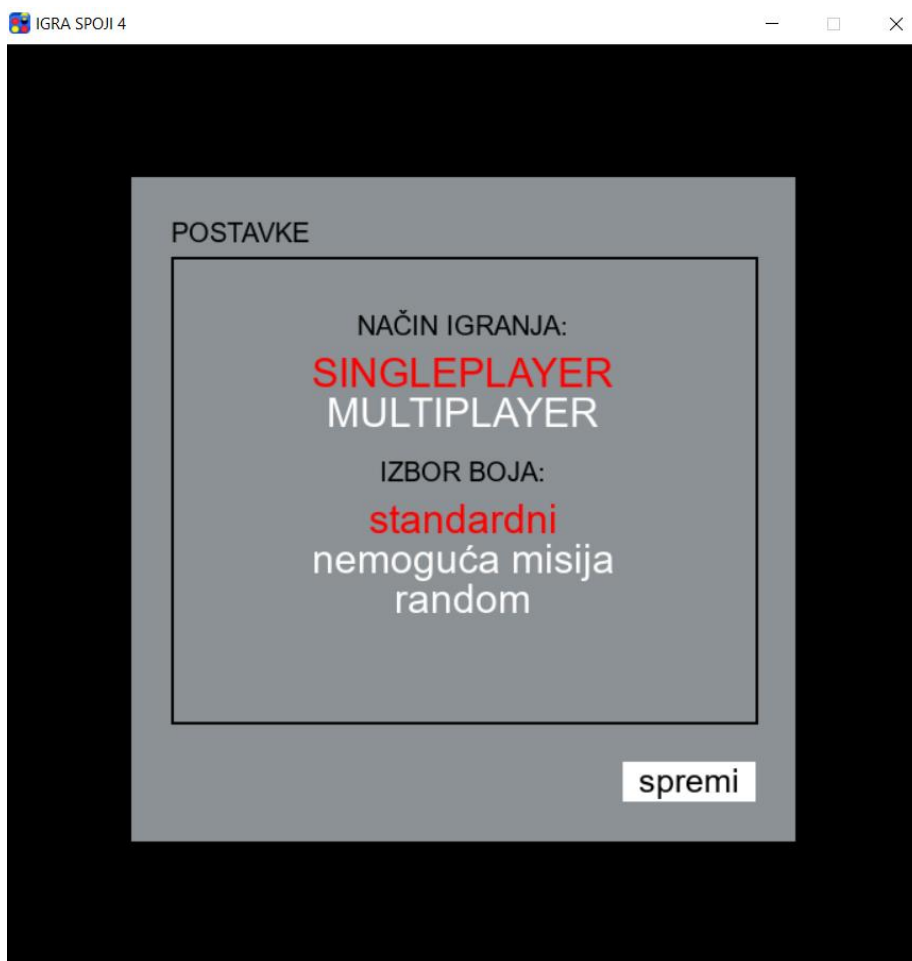 IGRA SPOJI 4
POSTAVKE
NAČIN IGRANJA:
SINGLEPLAYER
MULTIPLAYER
IZBOR BOJA:
standardni
nemoguća misija
random
spremi